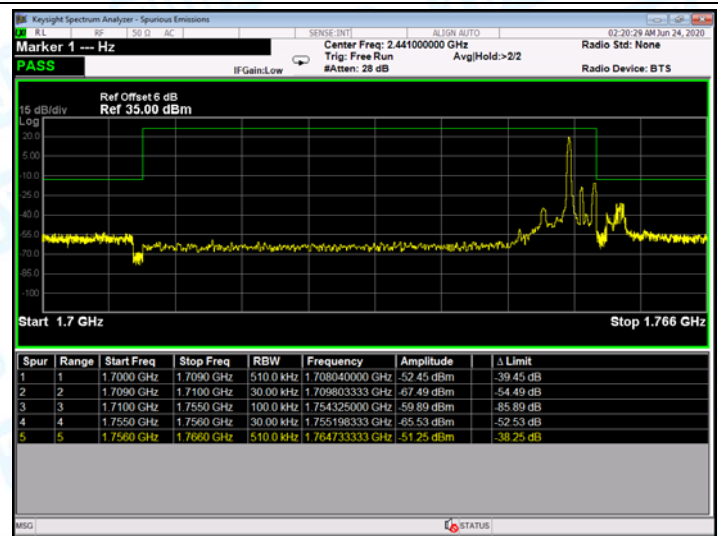 Keysight Spectrum Analyzer - Spurious Emissions
RL RF 50 Ω AC SENSE:INT ALIGN AUTO 02:20:29 AM Jun 24, 2020
Marker 1 --- Hz Center Freq: 2.441000000 GHz Radio Std: None
Trig: Free Run Avg|Hold:>2/2
PASS IFGain:Low #Atten: 28 dB Radio Device: BTS
Ref Offset 6 dB
15 dB/div Ref 35.00 dBm
Log
20.0
5.00
-10.0
-25.0
-40.0
-55.0
-70.0
-85.0
-100
Start 1.7 GHz Stop 1.766 GHz
Spur Range Start Freq Stop Freq RBW Frequency Amplitude Δ Limit
1 1 1.7000 GHz 1.7090 GHz 510.0 kHz 1.708040000 GHz -52.45 dBm -39.45 dB
2 2 1.7090 GHz 1.7100 GHz 30.00 kHz 1.709803333 GHz -67.49 dBm -54.49 dB
3 3 1.7100 GHz 1.7550 GHz 100.0 kHz 1.754325000 GHz -59.89 dBm -85.89 dB
4 4 1.7550 GHz 1.7560 GHz 30.00 kHz 1.755198333 GHz -65.53 dBm -52.53 dB
5 5 1.7560 GHz 1.7660 GHz 510.0 kHz 1.764733333 GHz -51.25 dBm -38.25 dB
MSG STATUS